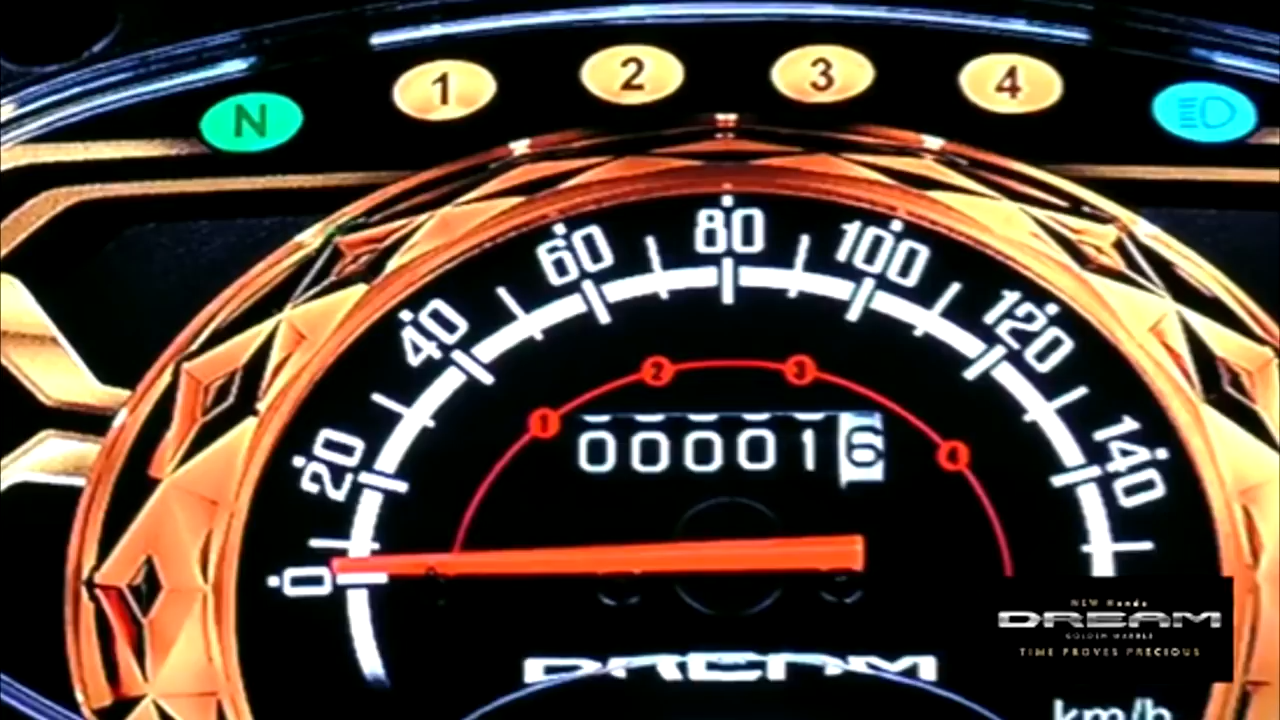 N 1 2 3 4
0 20 40 60 80 100 120 140
1 2 3 4
000016
DREAM
NEW Honda
DREAM
GOLDEN MARBLE
TIME PROVES PRECIOUS
km/h